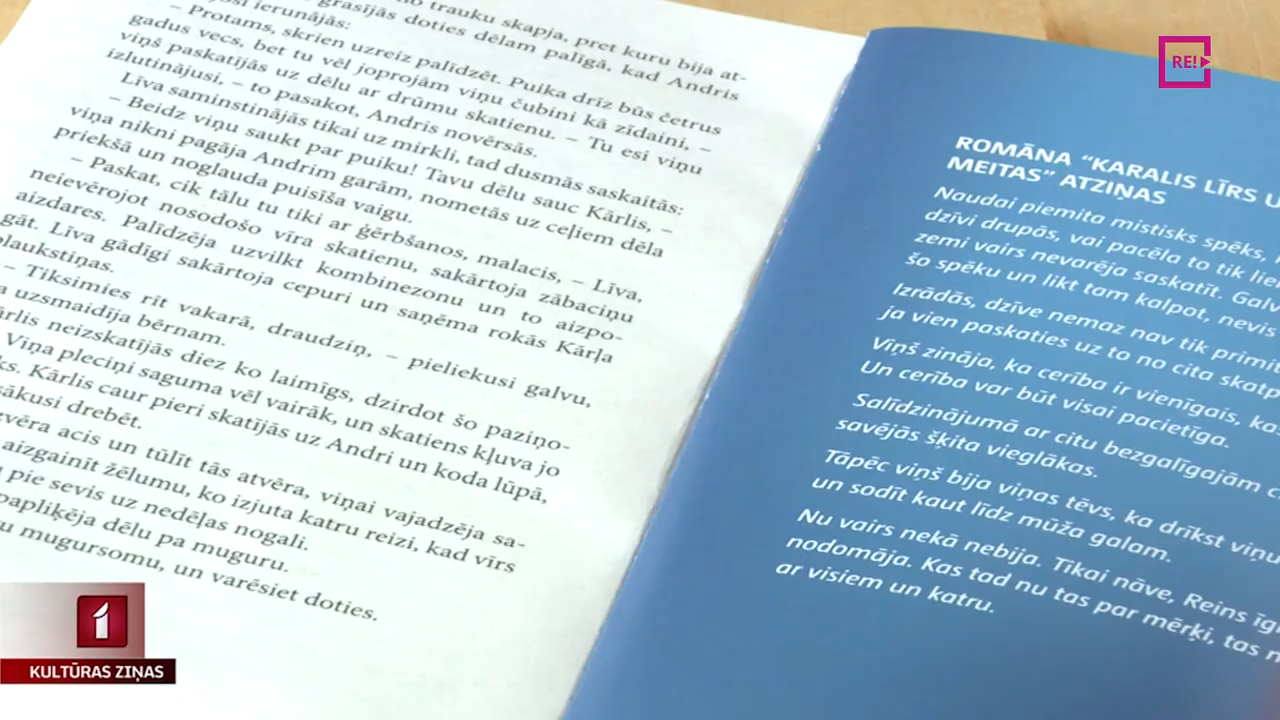 trauku skapja, pret kuru bija at-
grasījās doties dēlam palīgā, kad Andris
ierunājās:
– Protams, skrien uzreiz palīdzēt. Puika drīz būs četrus
gadus vecs, bet tu vēl joprojām viņu čubini kā zīdaini, –
viņš paskatījās uz dēlu ar drūmu skatienu. – Tu esi viņu
izlutinājusi, – to pasakot, Andris novērsās.
Līva saminstinājās tikai uz mirkli, tad dusmās saskaitās:
– Beidz viņu saukt par puiku! Tavu dēlu sauc Kārlis, –
viņa nikni pagāja Andrim garām, nometās uz ceļiem dēla
priekšā un noglauda puisīša vaigu.
– Paskat, cik tālu tu tiki ar ģērbšanos, malacis, – Līva,
neievērojot nosodošo vīra skatienu, sakārtoja zābaciņu
aizdares. Palīdzēja uzvilkt kombinezonu un to aizpo-
gāt. Līva gādīgi sakārtoja cepuri un saņēma rokās Kārļa
plaukstiņas.
– Tiksimies rīt vakarā, draudziņ, – pieliekusi galvu,
uzsmaidīja bērnam.
neizskatījās diez ko laimīgs, dzirdot šo paziņo-
Viņa pleciņi saguma vēl vairāk, un skatiens kļuva jo
Kārlis caur pieri skatījās uz Andri un koda lūpā,
sākusi drebēt.
acis un tūlīt tās atvēra, viņai vajadzēja sa-
aizgainīt žēlumu, ko izjuta katru reizi, kad vīrs
pie sevis uz nedēļas nogali.
papliķēja dēlu pa muguru.
mugursomu, un varēsiet doties.
ROMĀNA “KARALIS LĪRS U
MEITAS” ATZIŅAS
Naudai piemita mistisks spēks,
dzīvi drupās, vai pacēla to tik
zemi vairs nevarēja saskatīt.
šo spēku un likt tam kalpot, nevis
Izrādās, dzīve nemaz nav tik
ja vien paskaties uz to no cita
Viņš zināja, ka cerība ir vienīgais,
Un cerība var būt visai pacietīga.
Salīdzinājumā ar citu bezgalīgajām
savējās šķita vieglākas.
Tāpēc viņš bija viņas tēvs, ka drīkst viņu
un sodīt kaut līdz mūža galam.
Nu vairs nekā nebija. Tikai nāve, Reins
nodomāja. Kas tad nu tas par mērķi, tas
ar visiem un katru.
RE!
1
KULTŪRAS ZIŅAS